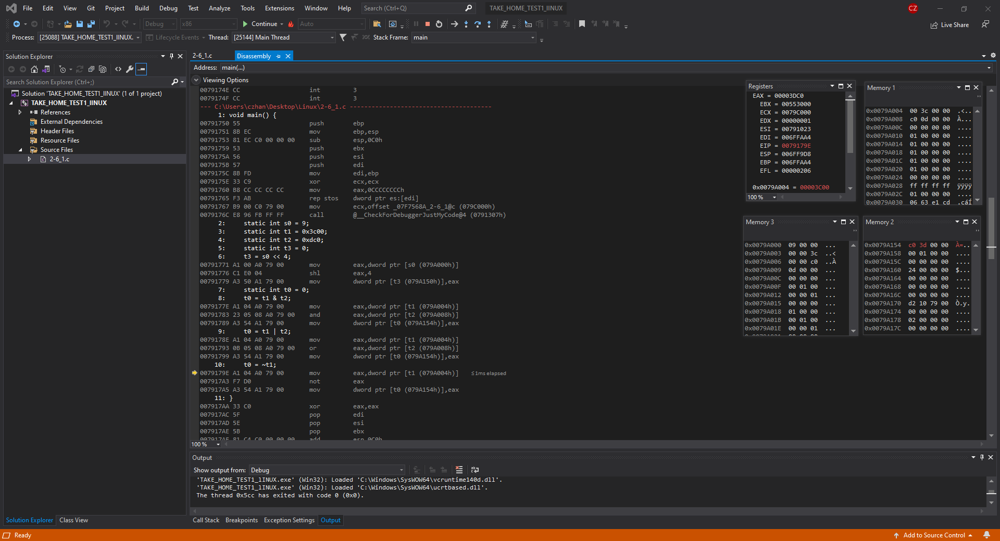 File Edit View Git Project Build Debug Test Analyze Tools Extensions Window Help Search (Ctrl+Q) TAKE_HOME_TEST1_lINUX CZ
Debug x86 Continue Auto Live Share
Process: [25088] TAKE_HOME_TEST1_lINUX. Lifecycle Events Thread: [25144] Main Thread Stack Frame: main
Solution Explorer
Search Solution Explorer (Ctrl+;)
Solution 'TAKE_HOME_TEST1_lINUX' (1 of 1 project)
TAKE_HOME_TEST1_lINUX
References
External Dependencies
Header Files
Resource Files
Source Files
2-6_1.c
Solution Explorer Class View
2-6_1.c Disassembly
Address: main(...)
Viewing Options
0079174E CC int 3
0079174F CC int 3
--- C:\Users\czhan\Desktop\Linux\2-6_1.c ---------------------------------------
1: void main() {
00791750 55 push ebp
00791751 8B EC mov ebp,esp
00791753 81 EC C0 00 00 00 sub esp,0C0h
00791759 53 push ebx
0079175A 56 push esi
0079175B 57 push edi
0079175C 8B FD mov edi,ebp
0079175E 33 C9 xor ecx,ecx
00791760 B8 CC CC CC CC mov eax,0CCCCCCCCh
00791765 F3 AB rep stos dword ptr es:[edi]
00791767 B9 00 C0 79 00 mov ecx,offset _07F7568A_2-6_1@c (079C000h)
0079176C E8 96 FB FF FF call @__CheckForDebuggerJustMyCode@4 (0791307h)
2: static int s0 = 9;
3: static int t1 = 0x3c00;
4: static int t2 = 0xdc0;
5: static int t3 = 0;
6: t3 = s0 << 4;
00791771 A1 00 A0 79 00 mov eax,dword ptr [s0 (079A000h)]
00791776 C1 E0 04 shl eax,4
00791779 A3 50 A1 79 00 mov dword ptr [t3 (079A150h)],eax
7: static int t0 = 0;
8: t0 = t1 & t2;
0079177E A1 04 A0 79 00 mov eax,dword ptr [t1 (079A004h)]
00791783 23 05 08 A0 79 00 and eax,dword ptr [t2 (079A008h)]
00791789 A3 54 A1 79 00 mov dword ptr [t0 (079A154h)],eax
9: t0 = t1 | t2;
0079178E A1 04 A0 79 00 mov eax,dword ptr [t1 (079A004h)]
00791793 0B 05 08 A0 79 00 or eax,dword ptr [t2 (079A008h)]
00791799 A3 54 A1 79 00 mov dword ptr [t0 (079A154h)],eax
10: t0 = ~t1;
0079179E A1 04 A0 79 00 mov eax,dword ptr [t1 (079A004h)] ≤1ms elapsed
007917A3 F7 D0 not eax
007917A5 A3 54 A1 79 00 mov dword ptr [t0 (079A154h)],eax
11: }
007917AA 33 C0 xor eax,eax
007917AC 5F pop edi
007917AD 5E pop esi
007917AE 5B pop ebx
007917AF 81 C4 C0 00 00 00 add esp,0C0h
100 %
Registers
EAX = 00003DC0
EBX = 00553000
ECX = 0079C000
EDX = 00000001
ESI = 00791023
EDI = 006FFAA4
EIP = 0079179E
ESP = 006FF9D8
EBP = 006FFAA4
EFL = 00000206
0x0079A004 = 00003C00
100 %
Memory 1
0x0079A004 00 3c 00 00 .<..
0x0079A008 c0 0d 00 00 À...
0x0079A00C 00 00 00 00 ....
0x0079A010 01 00 00 00 ....
0x0079A014 01 00 00 00 ....
0x0079A018 01 00 00 00 ....
0x0079A01C 01 00 00 00 ....
0x0079A020 01 00 00 00 ....
0x0079A024 00 00 00 00 ....
0x0079A028 ff ff ff ff ÿÿÿÿ
0x0079A02C 01 00 00 00 ....
0x0079A030 06 63 e1 cd .cáÍ
Memory 3
0x0079A000 09 00 00 ...
0x0079A003 00 00 3c ..<
0x0079A006 00 00 c0 ..À
0x0079A009 0d 00 00 ...
0x0079A00C 00 00 00 ...
0x0079A00F 00 01 00 ...
0x0079A012 00 00 01 ...
0x0079A015 00 00 00 ...
0x0079A018 01 00 00 ...
0x0079A01B 00 01 00 ...
0x0079A01E 00 00 01 ...
Memory 2
0x0079A154 c0 3d 00 00 À=..
0x0079A158 00 01 00 00 ....
0x0079A15C 00 00 00 00 ....
0x0079A160 24 00 00 00 $...
0x0079A164 00 00 00 00 ....
0x0079A168 00 00 00 00 ....
0x0079A16C 00 00 00 00 ....
0x0079A170 d2 10 79 00 Ò.y.
0x0079A174 00 00 00 00 ....
0x0079A178 02 00 00 00 ....
0x0079A17C 00 00 00 00 ....
Output
Show output from: Debug
'TAKE_HOME_TEST1_lINUX.exe' (Win32): Loaded 'C:\Windows\SysWOW64\vcruntime140d.dll'.
'TAKE_HOME_TEST1_lINUX.exe' (Win32): Loaded 'C:\Windows\SysWOW64\ucrtbased.dll'.
The thread 0x5cc has exited with code 0 (0x0).
Call Stack Breakpoints Exception Settings Output
Ready Add to Source Control